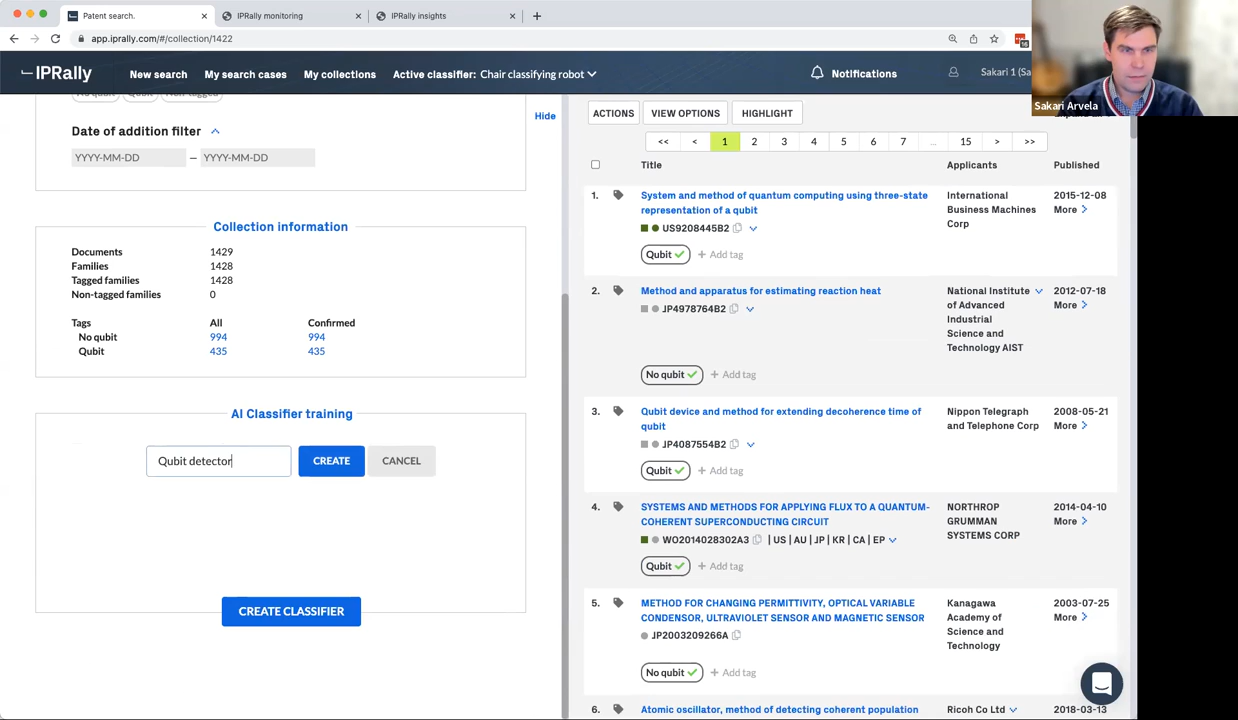 Patent search.
IPRally monitoring
IPRally insights
app.iprally.com/#/collection/1422
IPRally
New search
My search cases
My collections
Active classifier: Chair classifying robot
Notifications
Sakari 1 (Sa
Sakari Arvela
Date of addition filter
YYYY-MM-DD – YYYY-MM-DD
Hide
Collection information
Documents 1429
Families 1428
Tagged families 1428
Non-tagged families 0
Tags All Confirmed
No qubit 994 994
Qubit 435 435
AI Classifier training
Qubit detector
CREATE
CANCEL
CREATE CLASSIFIER
ACTIONS
VIEW OPTIONS
HIGHLIGHT
<< < 1 2 3 4 5 6 7 ... 15 > >>
Title Applicants Published
1. System and method of quantum computing using three-state
representation of a qubit
US9208445B2
Qubit + Add tag
International
Business Machines
Corp
2015-12-08
More
2. Method and apparatus for estimating reaction heat
JP4978764B2
No qubit + Add tag
National Institute
of Advanced
Industrial
Science and
Technology AIST
2012-07-18
More
3. Qubit device and method for extending decoherence time of
qubit
JP4087554B2
Qubit + Add tag
Nippon Telegraph
and Telephone Corp
2008-05-21
More
4. SYSTEMS AND METHODS FOR APPLYING FLUX TO A QUANTUM-
COHERENT SUPERCONDUCTING CIRCUIT
WO2014028302A3 | US | AU | JP | KR | CA | EP
Qubit + Add tag
NORTHROP
GRUMMAN
SYSTEMS CORP
2014-04-10
More
5. METHOD FOR CHANGING PERMITTIVITY, OPTICAL VARIABLE
CONDENSOR, ULTRAVIOLET SENSOR AND MAGNETIC SENSOR
JP2003209266A
No qubit + Add tag
Kanagawa
Academy of
Science and
Technology
2003-07-25
More
6. Atomic oscillator, method of detecting coherent population
Ricoh Co Ltd
2018-03-13